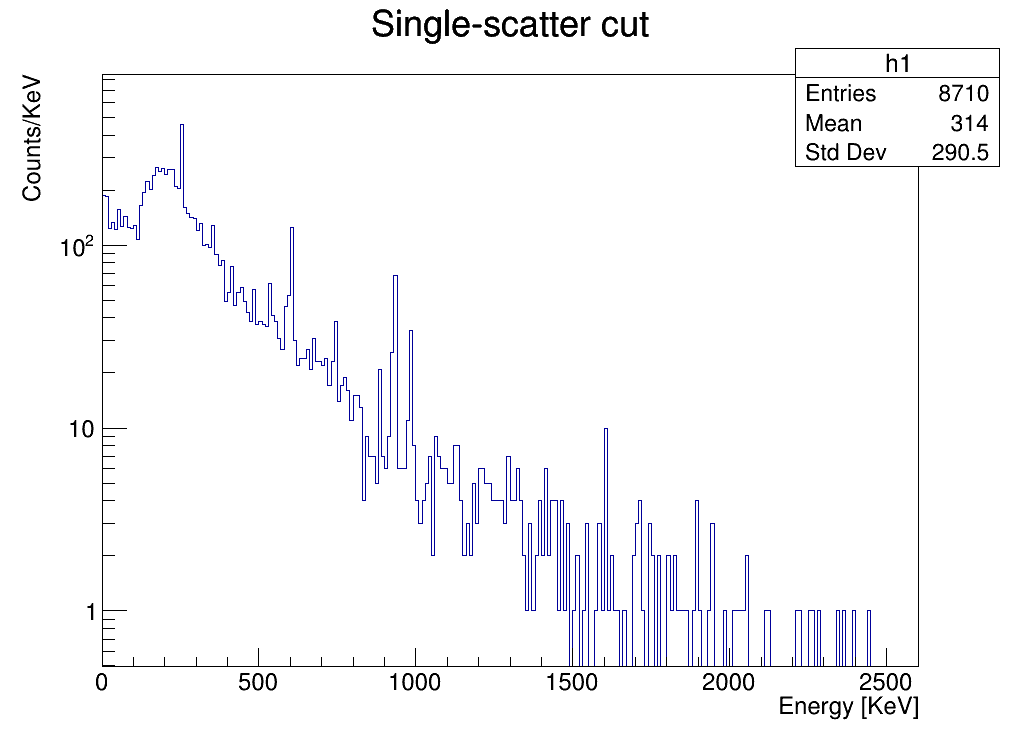 Single-scatter cut
h1
Entries 8710
Mean 314
Std Dev 290.5
Counts/KeV
10²
10
1
0 500 1000 1500 2000 2500
Energy [KeV]